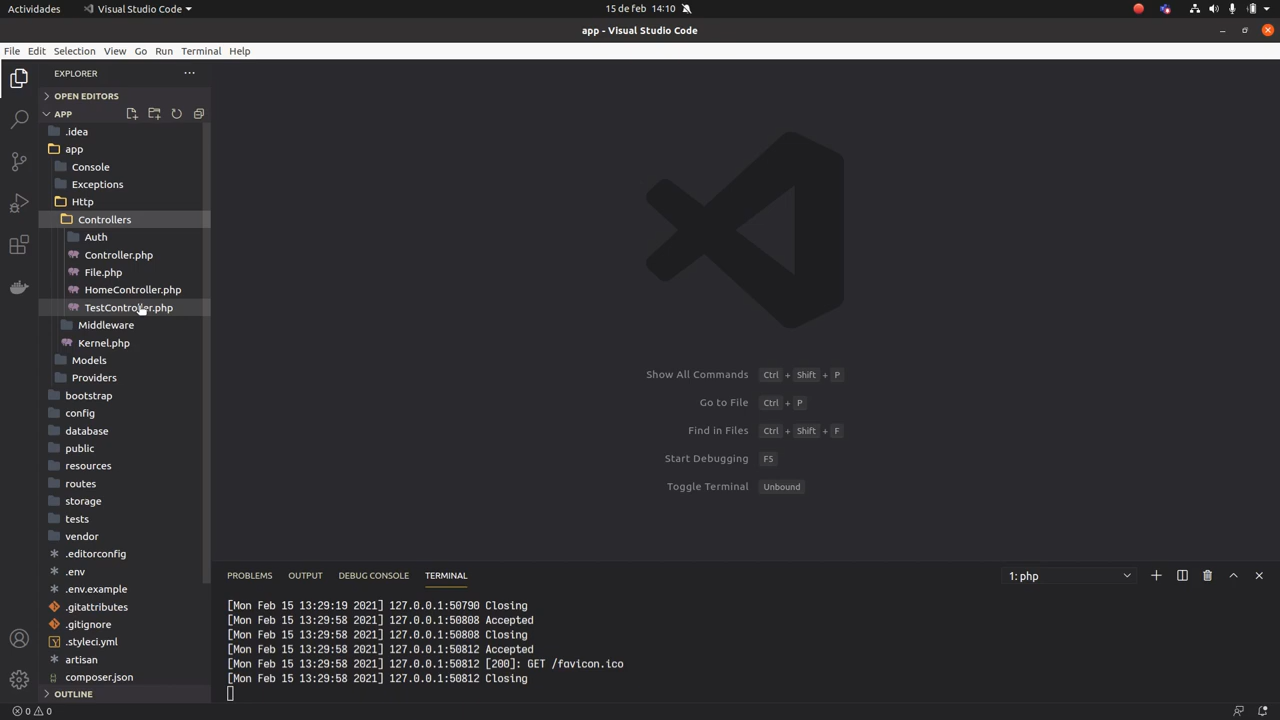 Actividades
Visual Studio Code
15 de feb 14:10
app - Visual Studio Code
File Edit Selection View Go Run Terminal Help
EXPLORER
OPEN EDITORS
APP
.idea
app
Console
Exceptions
Http
Controllers
Auth
Controller.php
File.php
HomeController.php
TestController.php
Middleware
Kernel.php
Models
Providers
bootstrap
config
database
public
resources
routes
storage
tests
vendor
.editorconfig
.env
.env.example
.gitattributes
.gitignore
.styleci.yml
artisan
composer.json
OUTLINE
Show All Commands Ctrl + Shift + P
Go to File Ctrl + P
Find in Files Ctrl + Shift + F
Start Debugging F5
Toggle Terminal Unbound
PROBLEMS OUTPUT DEBUG CONSOLE TERMINAL
1: php
[Mon Feb 15 13:29:19 2021] 127.0.0.1:50790 Closing
[Mon Feb 15 13:29:58 2021] 127.0.0.1:50808 Accepted
[Mon Feb 15 13:29:58 2021] 127.0.0.1:50808 Closing
[Mon Feb 15 13:29:58 2021] 127.0.0.1:50812 Accepted
[Mon Feb 15 13:29:58 2021] 127.0.0.1:50812 [200]: GET /favicon.ico
[Mon Feb 15 13:29:58 2021] 127.0.0.1:50812 Closing
0 0